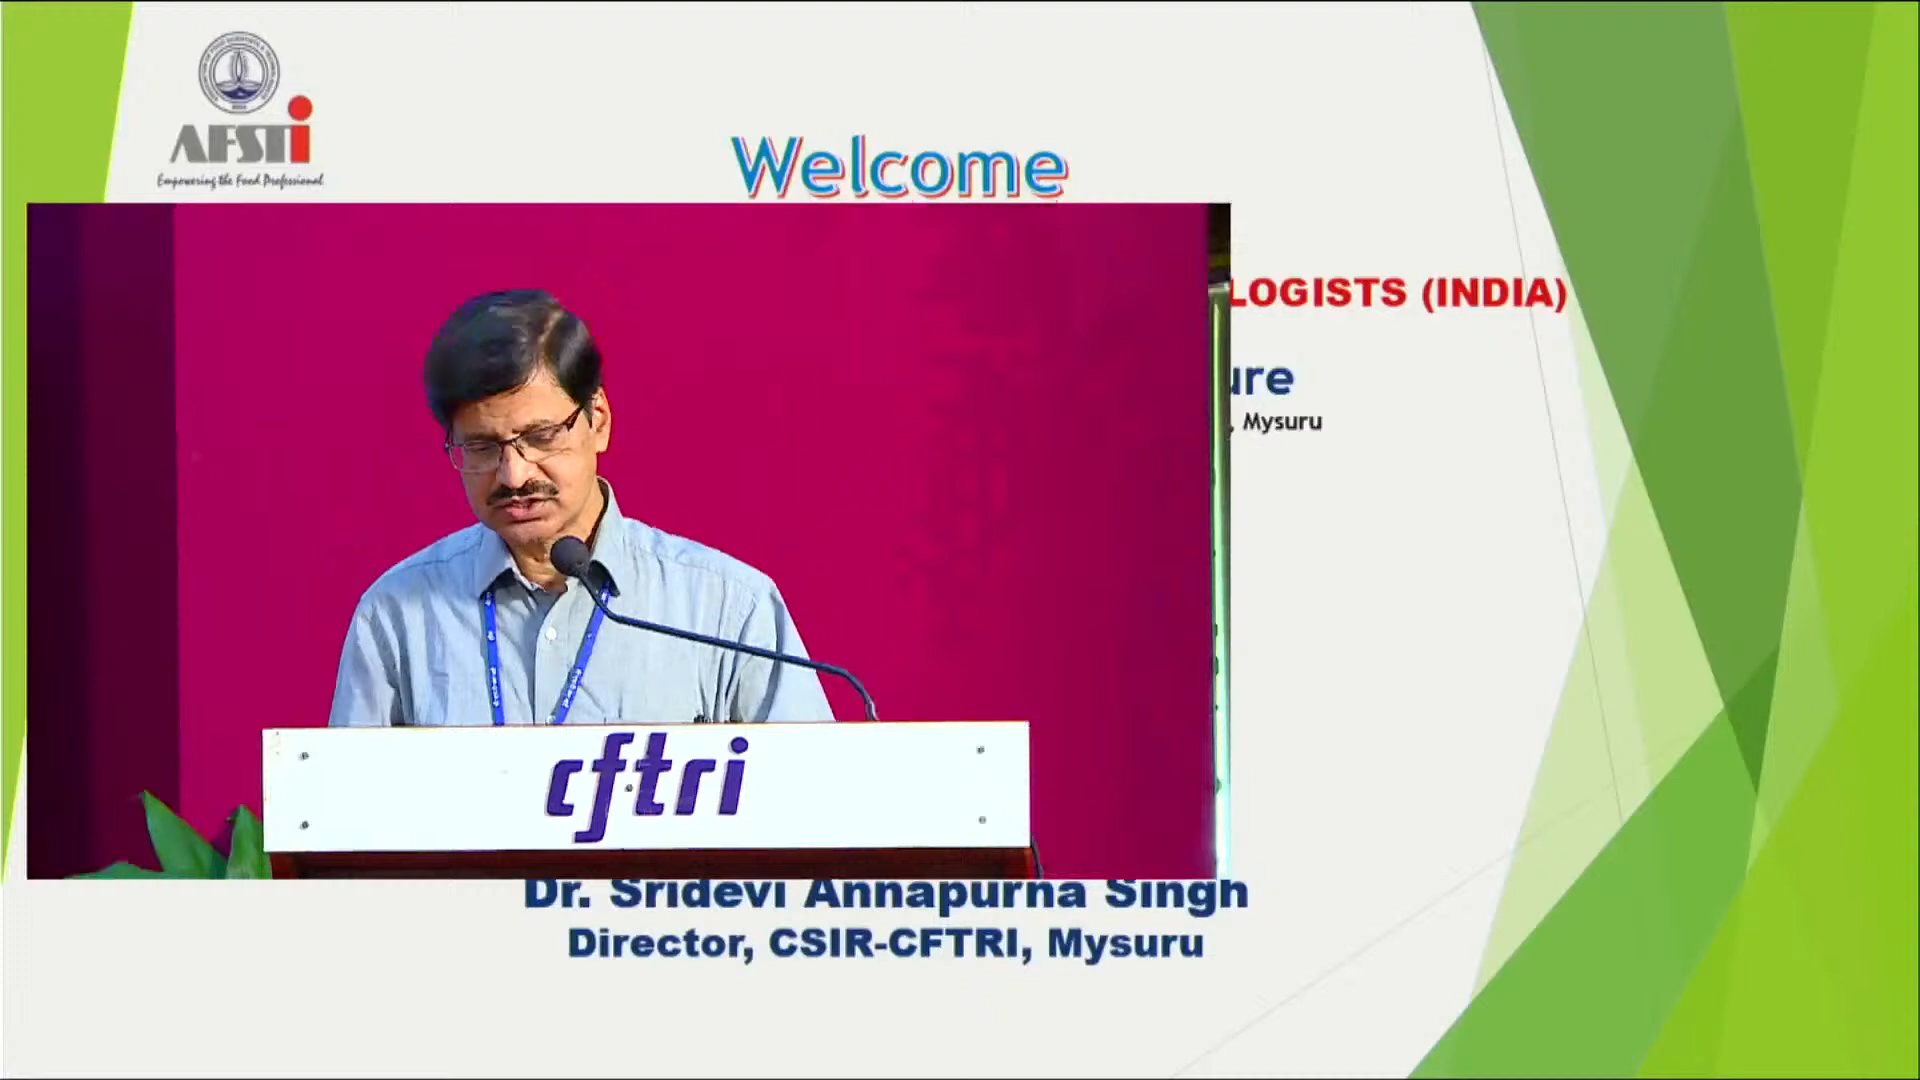 AFSTi
Empowering the Food Professional
Welcome
LOGISTS (INDIA)
ure
, Mysuru
cftri
Dr. Sridevi Annapurna Singh
Director, CSIR-CFTRI, Mysuru